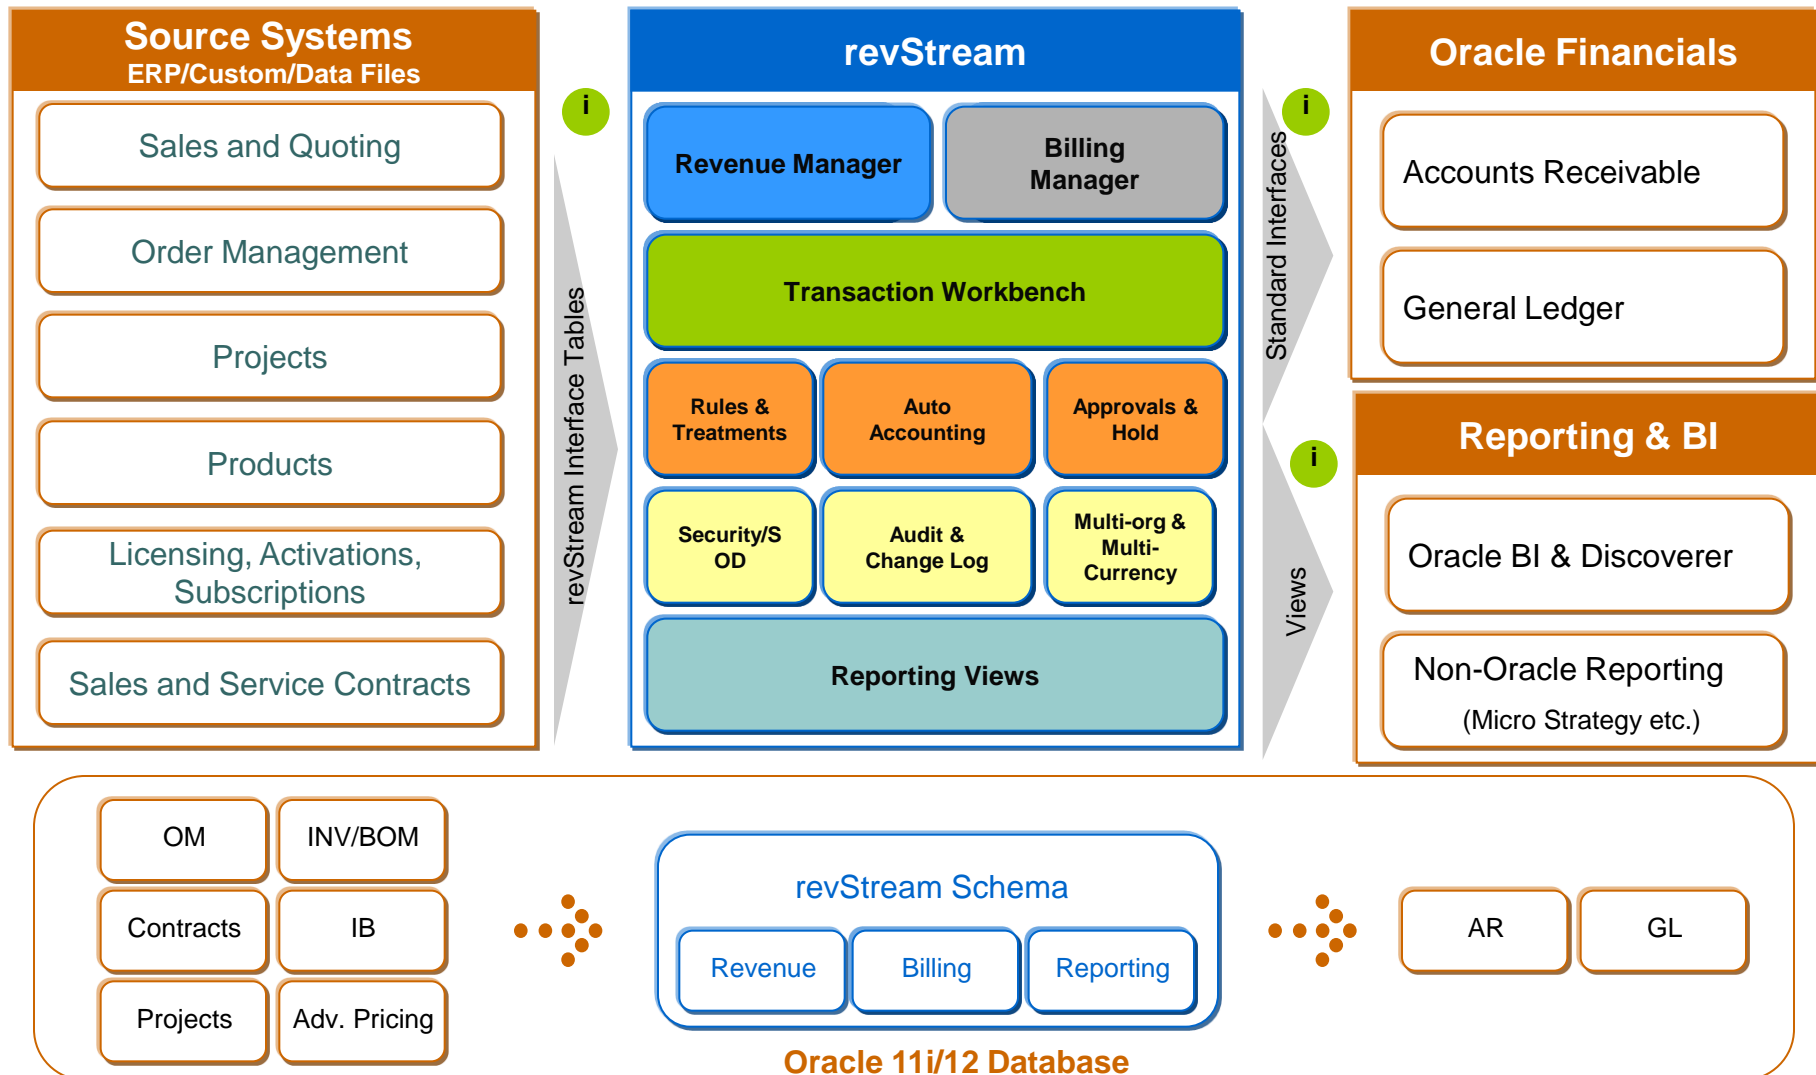 Source Systems
ERP/Custom/Data Files
Sales and Quoting
Order Management
Projects
Products
Licensing, Activations,
Subscriptions
Sales and Service Contracts
i
revStream Interface Tables
revStream
Revenue Manager
Billing
Manager
Transaction Workbench
Rules &
Treatments
Auto
Accounting
Approvals &
Hold
Security/S
OD
Audit &
Change Log
Multi-org &
Multi-
Currency
Reporting Views
i
Standard Interfaces
i
Views
Oracle Financials
Accounts Receivable
General Ledger
Reporting & BI
Oracle BI & Discoverer
Non-Oracle Reporting
(Micro Strategy etc.)
OM
INV/BOM
Contracts
IB
Projects
Adv. Pricing
revStream Schema
Revenue
Billing
Reporting
AR
GL
Oracle 11i/12 Database